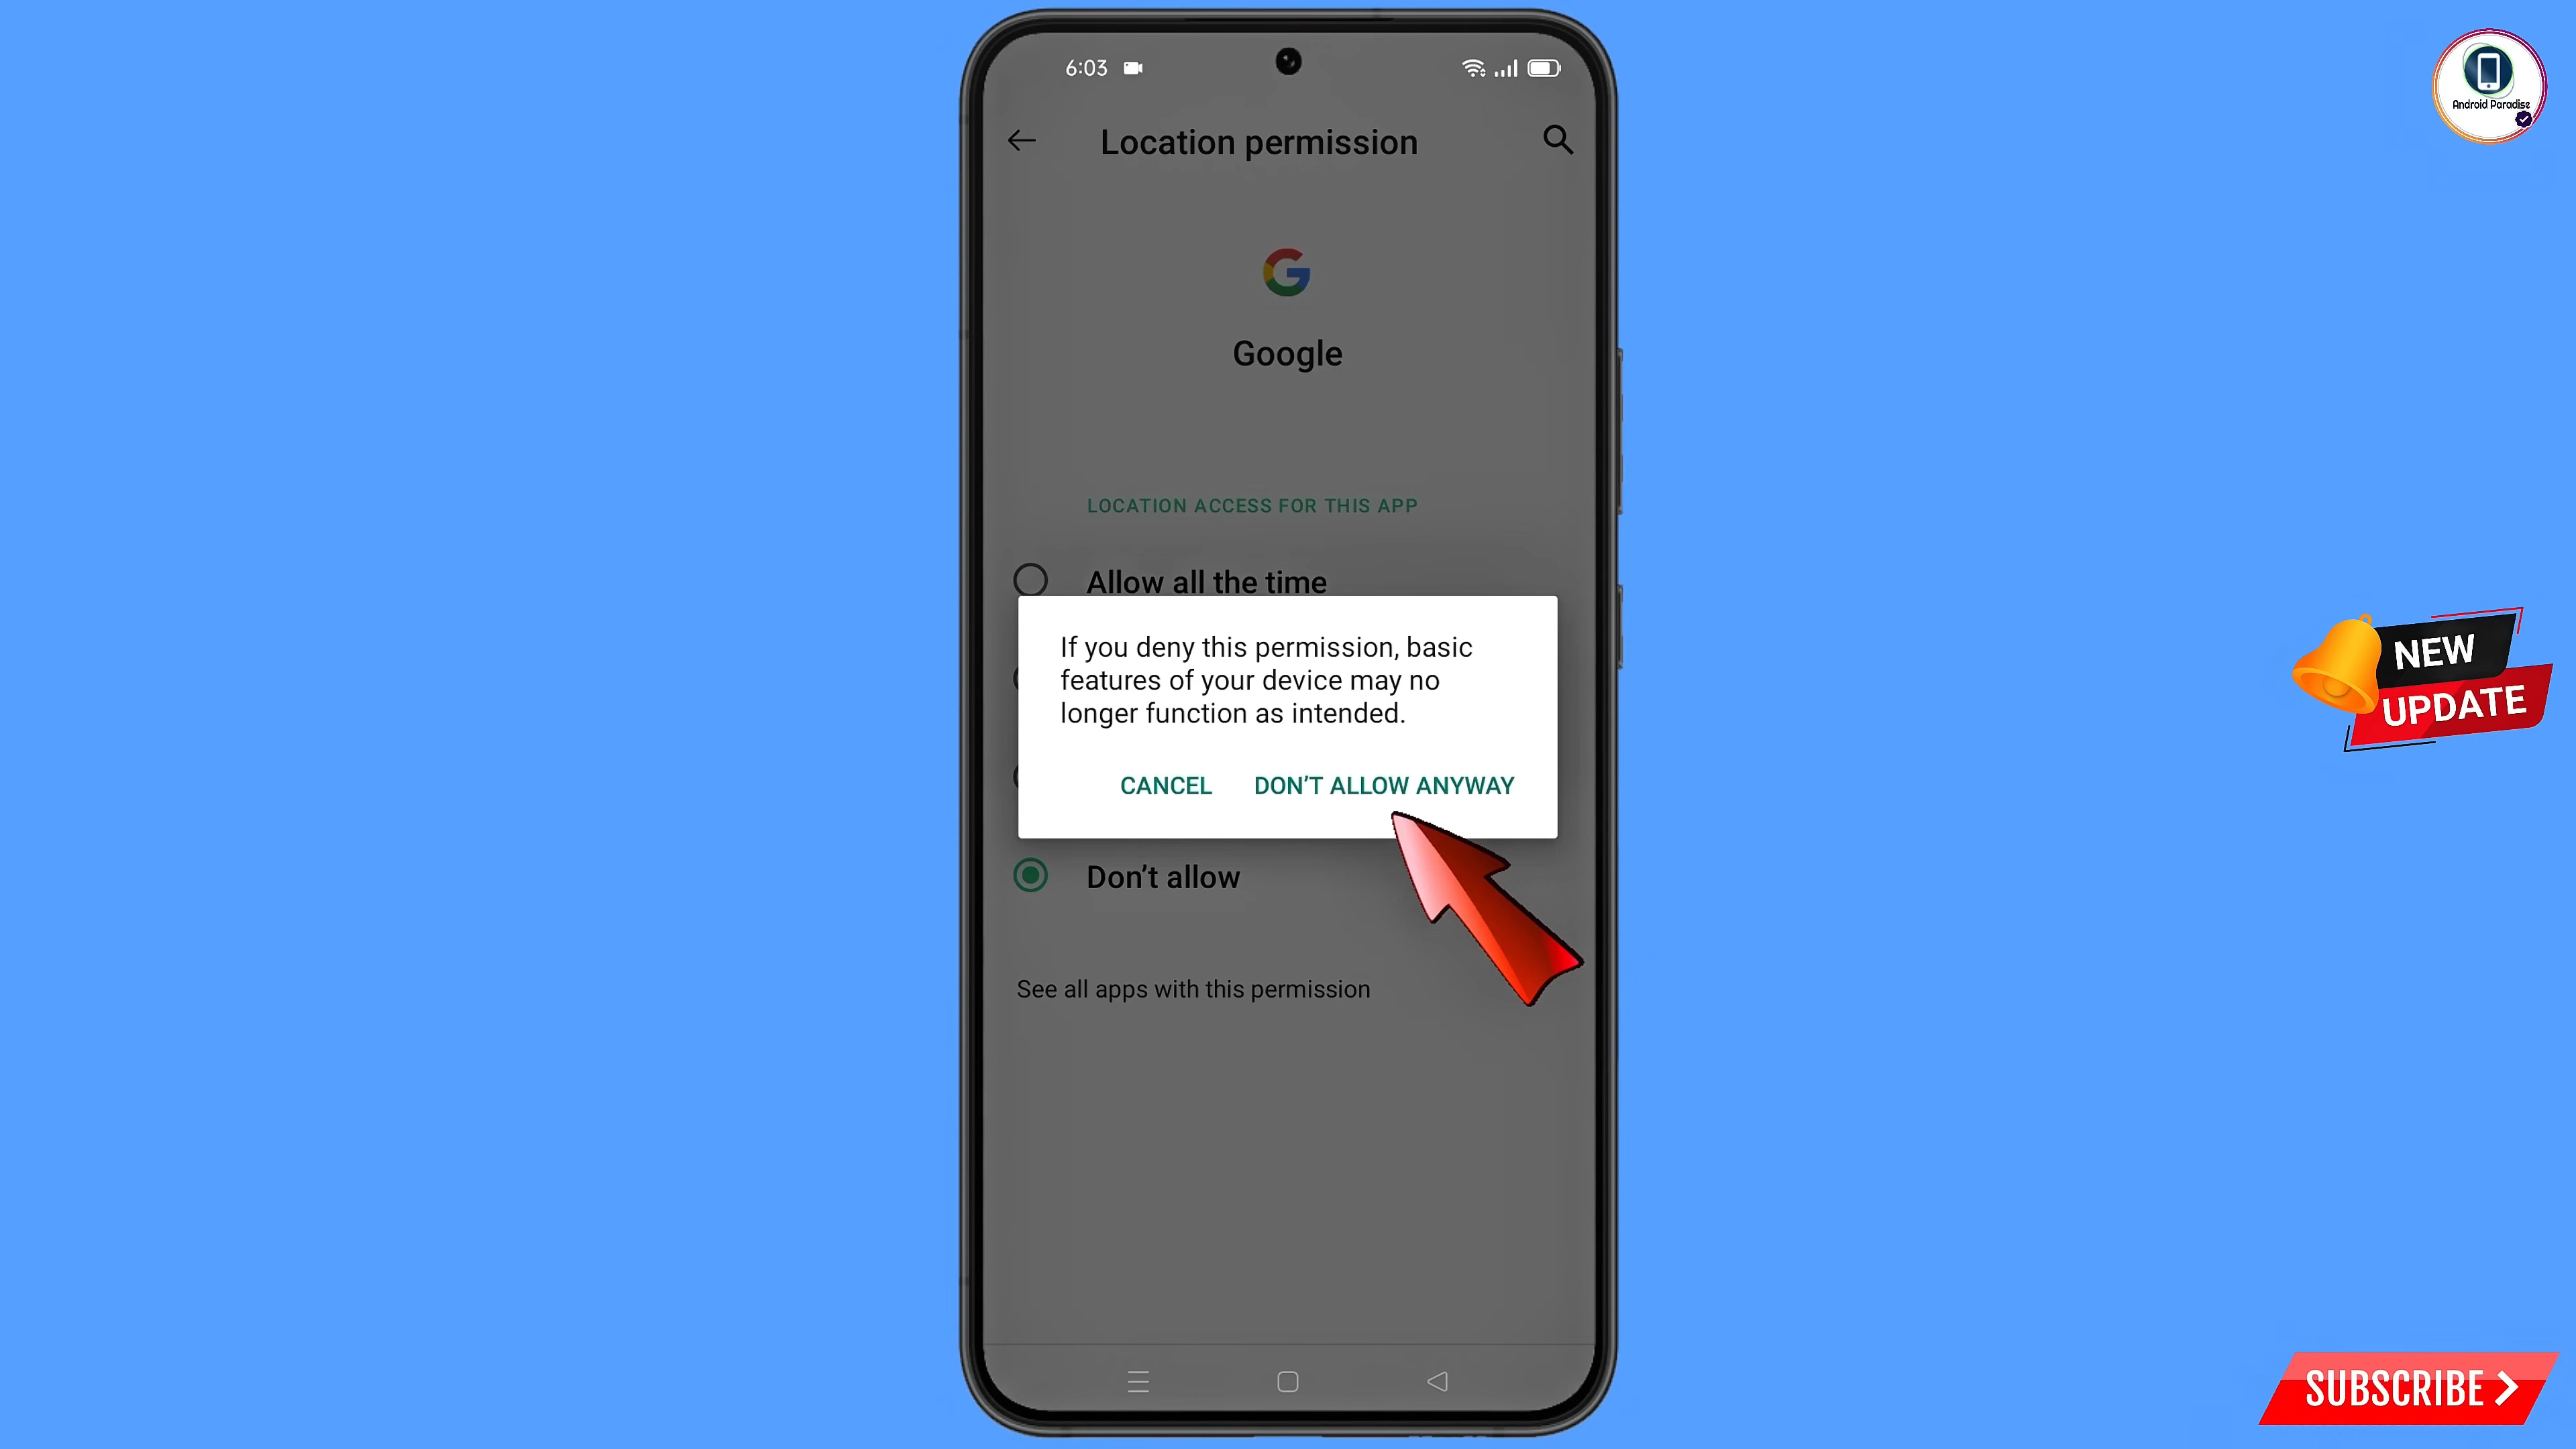 6:03
Android Paradise
Location permission
Google
LOCATION ACCESS FOR THIS APP
Allow all the time
If you deny this permission, basic
features of your device may no
longer function as intended.
CANCEL DON’T ALLOW ANYWAY
Don’t allow
See all apps with this permission
NEW
UPDATE
SUBSCRIBE